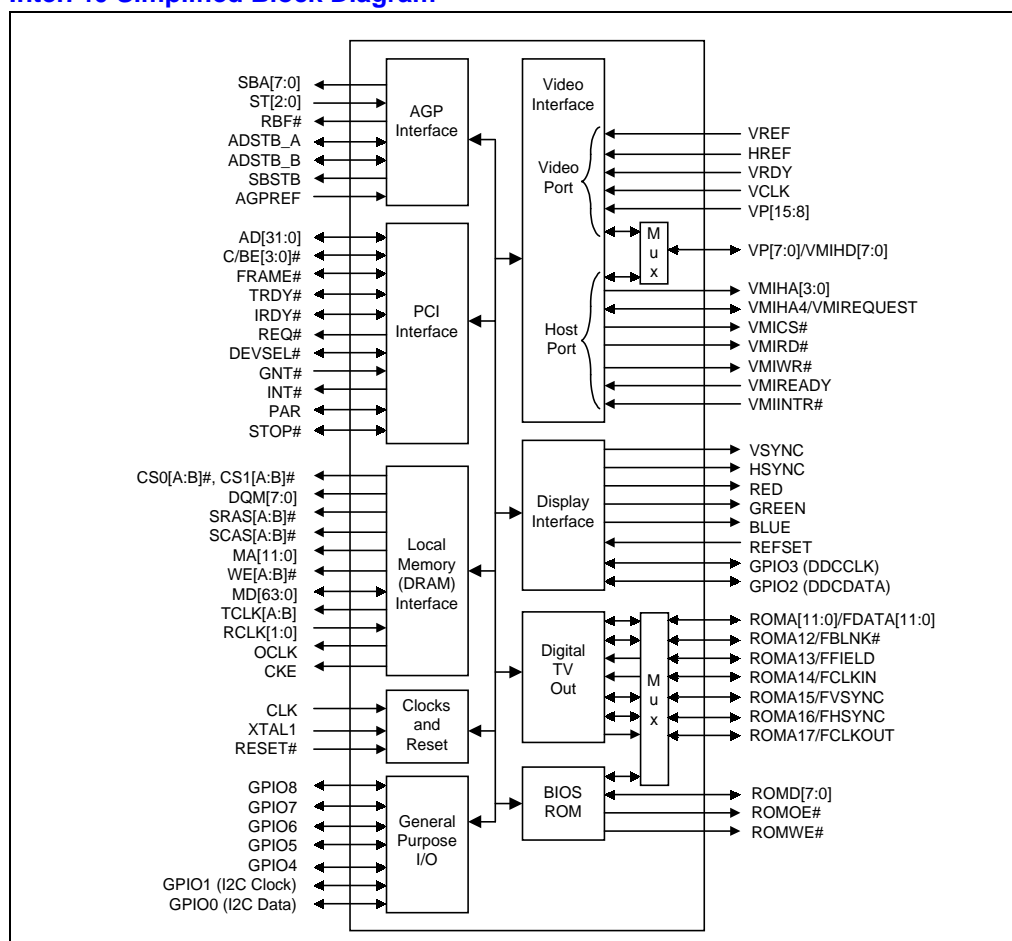 Simplified Block Diagram
SBA[7:0]
ST[2:0]
RBF#
ADSTB_A
ADSTB_B
SBSTB
AGPREF
AGP
Interface
AD[31:0]
C/BE[3:0]#
FRAME#
TRDY#
IRDY#
REQ#
DEVSEL#
GNT#
INT#
PAR
STOP#
PCI
Interface
CS0[A:B]#, CS1[A:B]#
DQM[7:0]
SRAS[A:B]#
SCAS[A:B]#
MA[11:0]
WE[A:B]#
MD[63:0]
TCLK[A:B]
RCLK[1:0]
OCLK
CKE
Local
Memory
(DRAM)
Interface
CLK
XTAL1
RESET#
Clocks
and
Reset
GPIO8
GPIO7
GPIO6
GPIO5
GPIO4
GPIO1 (I2C Clock)
GPIO0 (I2C Data)
General
Purpose
I/O
Video
Interface
Video
Port
VREF
HREF
VRDY
VCLK
VP[15:8]
Mux
VP[7:0]/VMIHD[7:0]
Host
Port
VMIHA[3:0]
VMIHA4/VMIREQUEST
VMICS#
VMIRD#
VMIWR#
VMIREADY
VMIINTR#
Display
Interface
VSYNC
HSYNC
RED
GREEN
BLUE
REFSET
GPIO3 (DDCCLK)
GPIO2 (DDCDATA)
Digital
TV
Out
Mux
ROMA[11:0]/FDATA[11:0]
ROMA12/FBLNK#
ROMA13/FFIELD
ROMA14/FCLKIN
ROMA15/FVSYNC
ROMA16/FHSYNC
ROMA17/FCLKOUT
BIOS
ROM
ROMD[7:0]
ROMOE#
ROMWE#